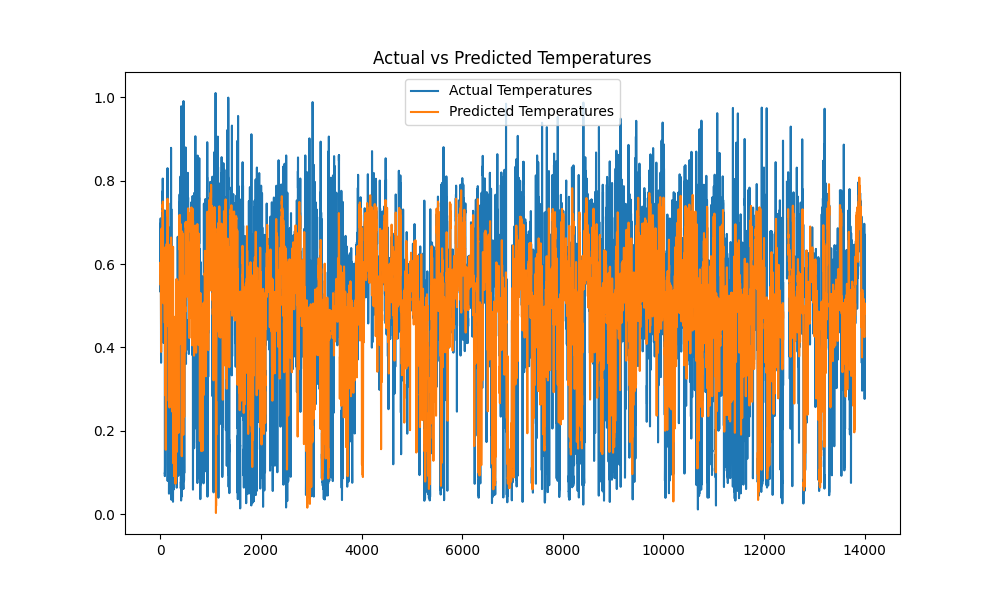 Actual vs Predicted Temperatures
Actual Temperatures
Predicted Temperatures
1.0
0.8
0.6
0.4
0.2
0.0
0 2000 4000 6000 8000 10000 12000 14000